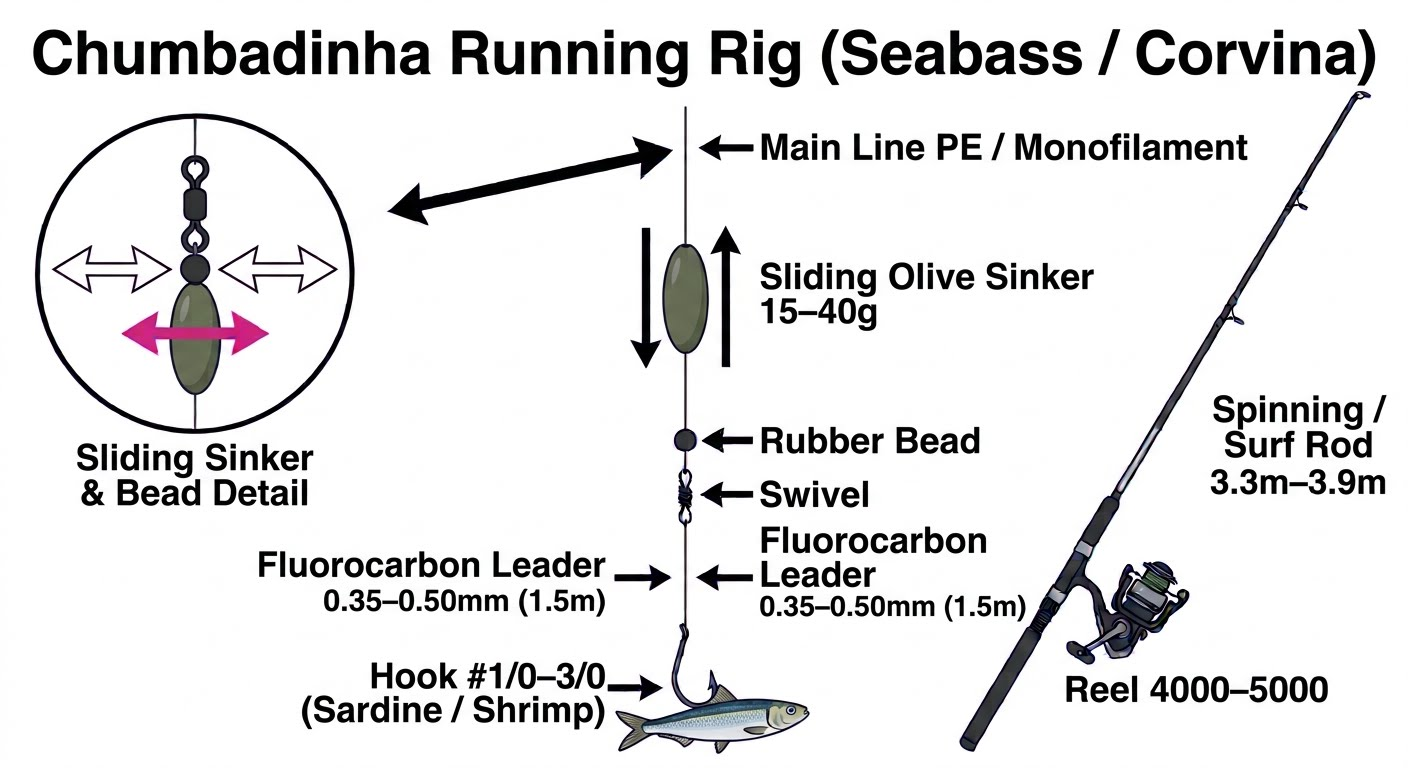 Chumbadinha Running Rig (Seabass / Corvina)
Main Line PE / Monofilament
Sliding Olive Sinker
15–40g
Rubber Bead
Swivel
Sliding Sinker
& Bead Detail
Fluorocarbon Leader
0.35–0.50mm (1.5m)
Fluorocarbon
Leader
0.35–0.50mm (1.5m)
Hook #1/0–3/0
(Sardine / Shrimp)
Spinning /
Surf Rod
3.3m–3.9m
Reel 4000–5000